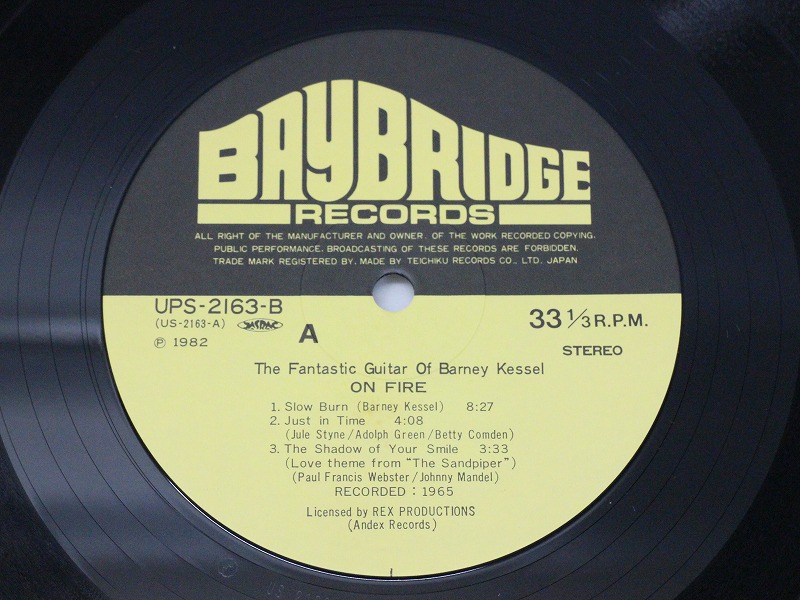 BAYBRIDGE
RECORDS
ALL RIGHT OF THE MANUFACTURER AND OWNER. OF THE WORK RECORDED COPYING.
PUBLIC PERFORMANCE. BROADCASTING OF THESE RECORDS ARE FORBIDDEN.
TRADE MARK REGISTERED BY. MADE BY TEICHIKU RECORDS CO., LTD. JAPAN
UPS-2163-B
(US-2163-A) JASRAC
℗ 1982
A
33 1/3 R.P.M.
STEREO
The Fantastic Guitar Of Barney Kessel
ON FIRE
1. Slow Burn (Barney Kessel) 8:27
2. Just in Time 4:08
(Jule Styne/Adolph Green/Betty Comden)
3. The Shadow of Your Smile 3:33
(Love theme from "The Sandpiper")
(Paul Francis Webster/Johnny Mandel)
RECORDED : 1965
Licensed by REX PRODUCTIONS
(Andex Records)